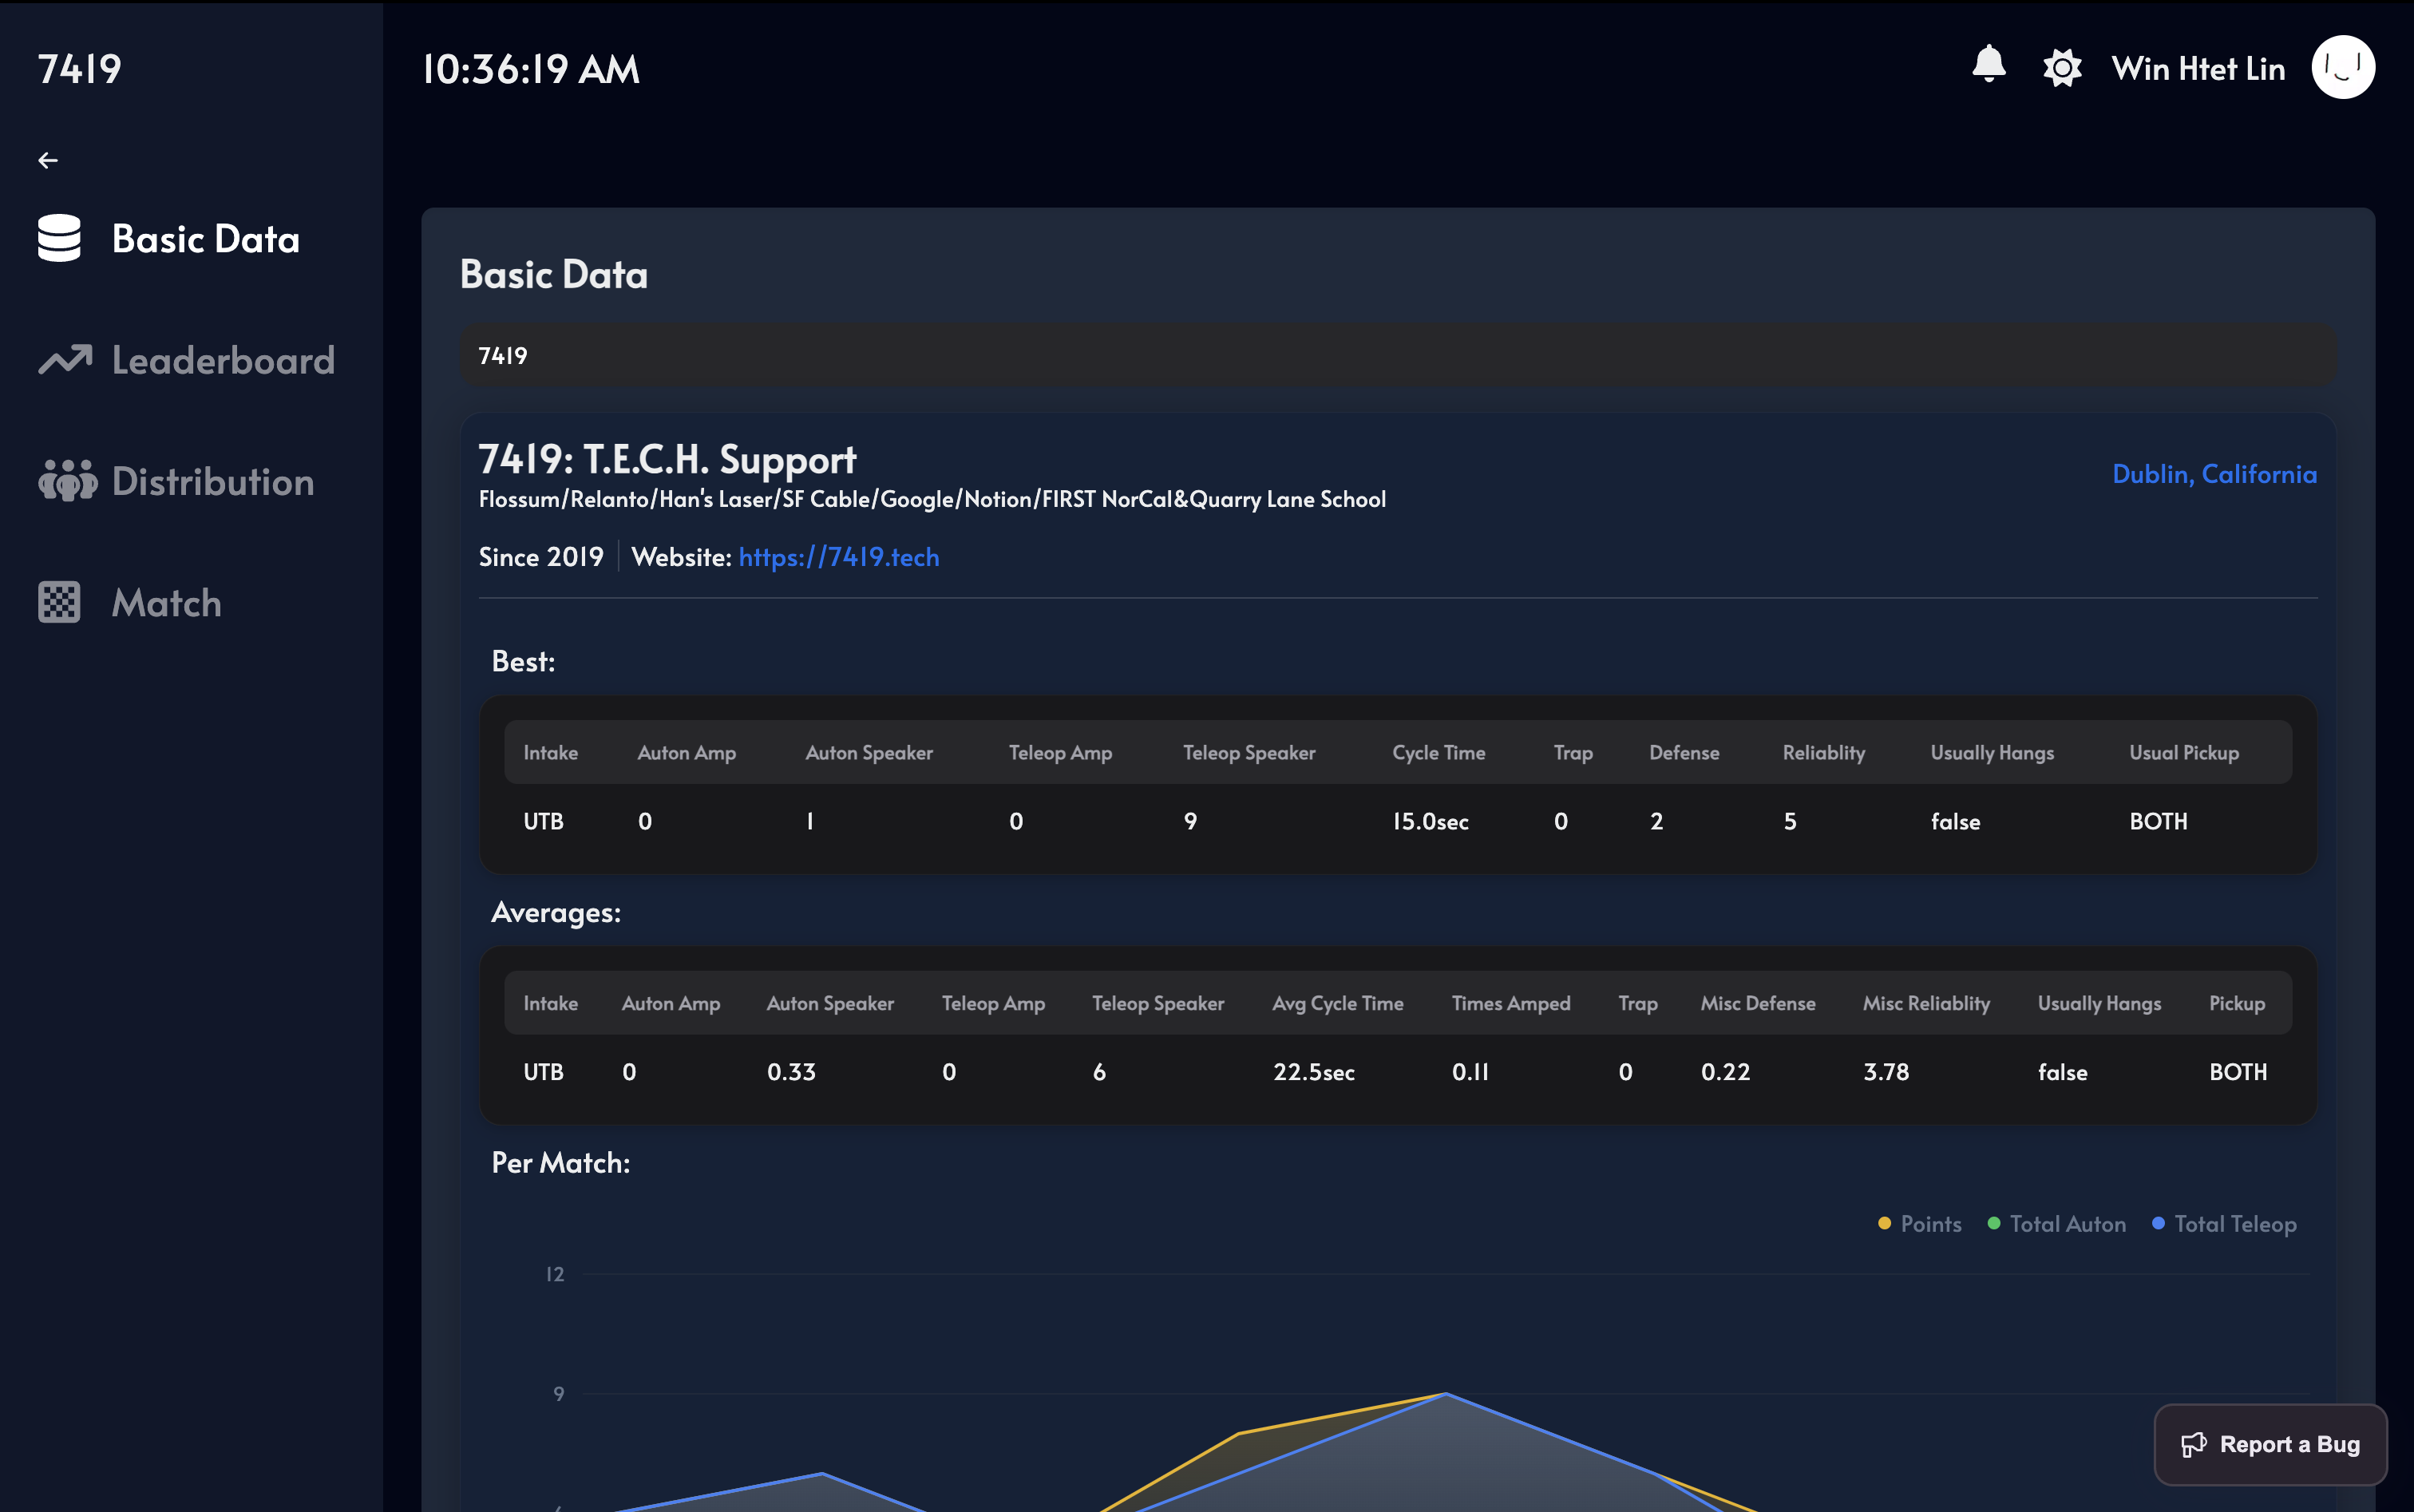 7419
10:36:19 AM
Win Htet Lin
Basic Data
Leaderboard
Distribution
Match
Basic Data
7419
7419: T.E.C.H. Support
Dublin, California
Flossum/Relanto/Han's Laser/SF Cable/Google/Notion/FIRST NorCal&Quarry Lane School
Since 2019 Website: https://7419.tech
Best:
Intake Auton Amp Auton Speaker Teleop Amp Teleop Speaker Cycle Time Trap Defense Reliablity Usually Hangs Usual Pickup
UTB 0 1 0 9 15.0sec 0 2 5 false BOTH
Averages:
Intake Auton Amp Auton Speaker Teleop Amp Teleop Speaker Avg Cycle Time Times Amped Trap Misc Defense Misc Reliablity Usually Hangs Pickup
UTB 0 0.33 0 6 22.5sec 0.11 0 0.22 3.78 false BOTH
Per Match:
Points Total Auton Total Teleop
12
9
Report a Bug